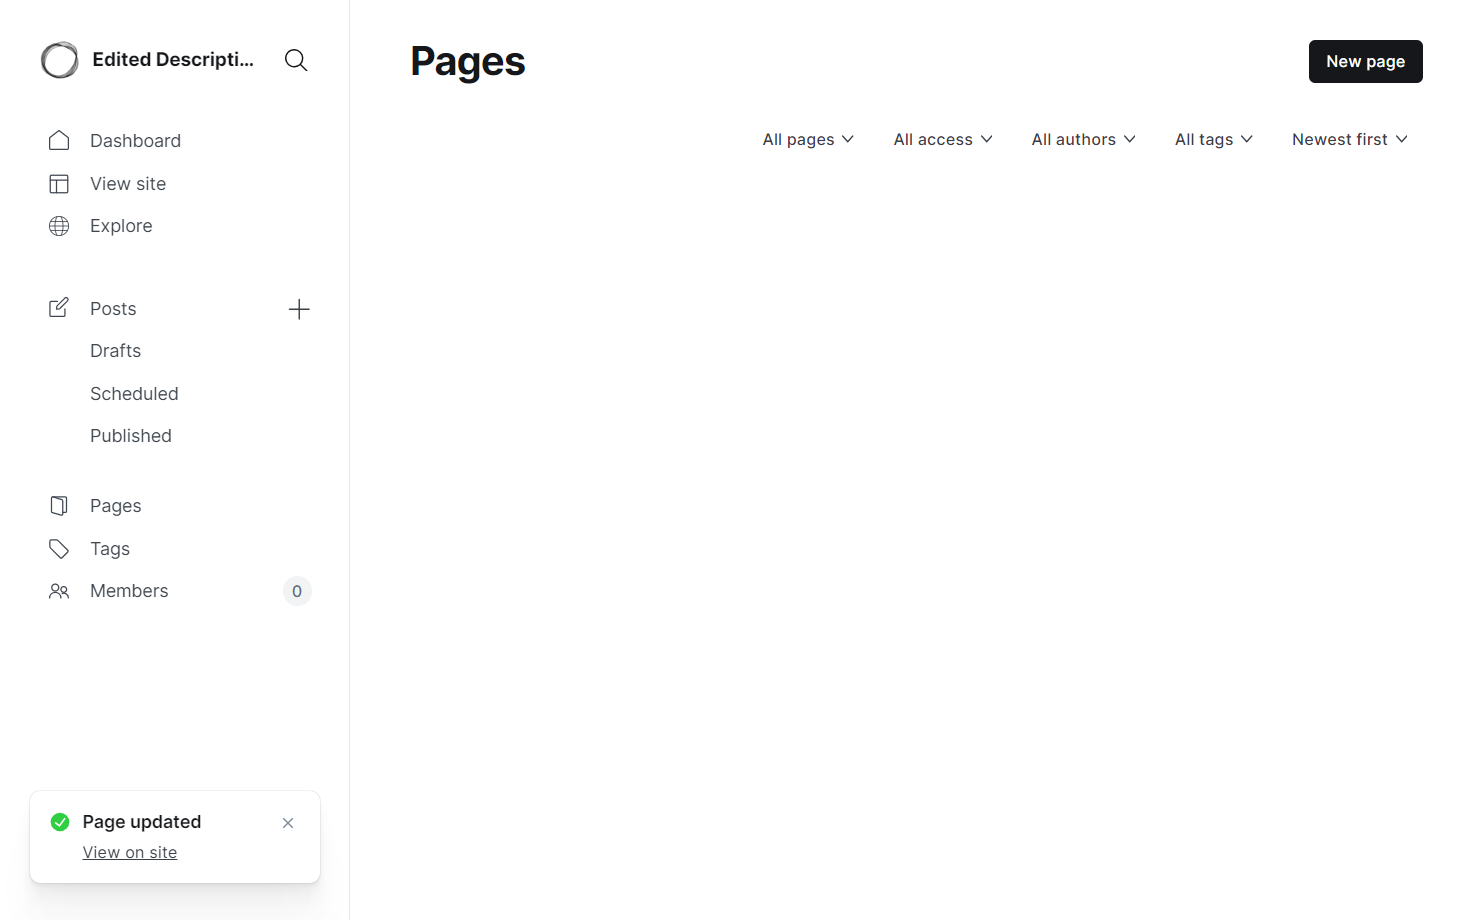 Edited Descripti...
Dashboard
View site
Explore
Posts
Drafts
Scheduled
Published
Pages
Tags
Members 0
Page updated
View on site
Pages
New page
All pages All access All authors All tags Newest first